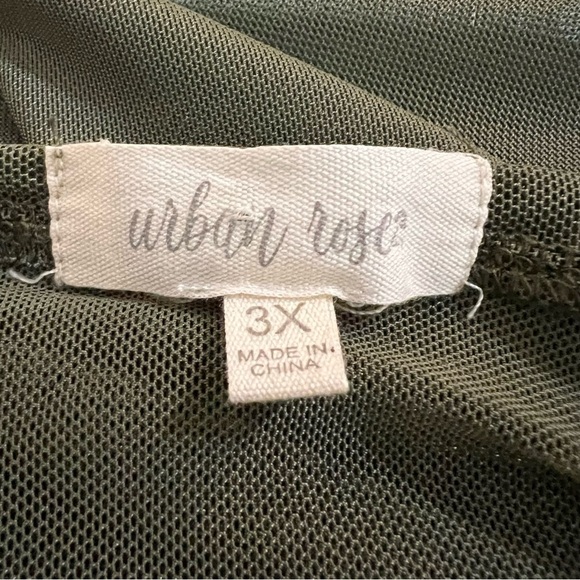 urban rose
3X
MADE IN
CHINA